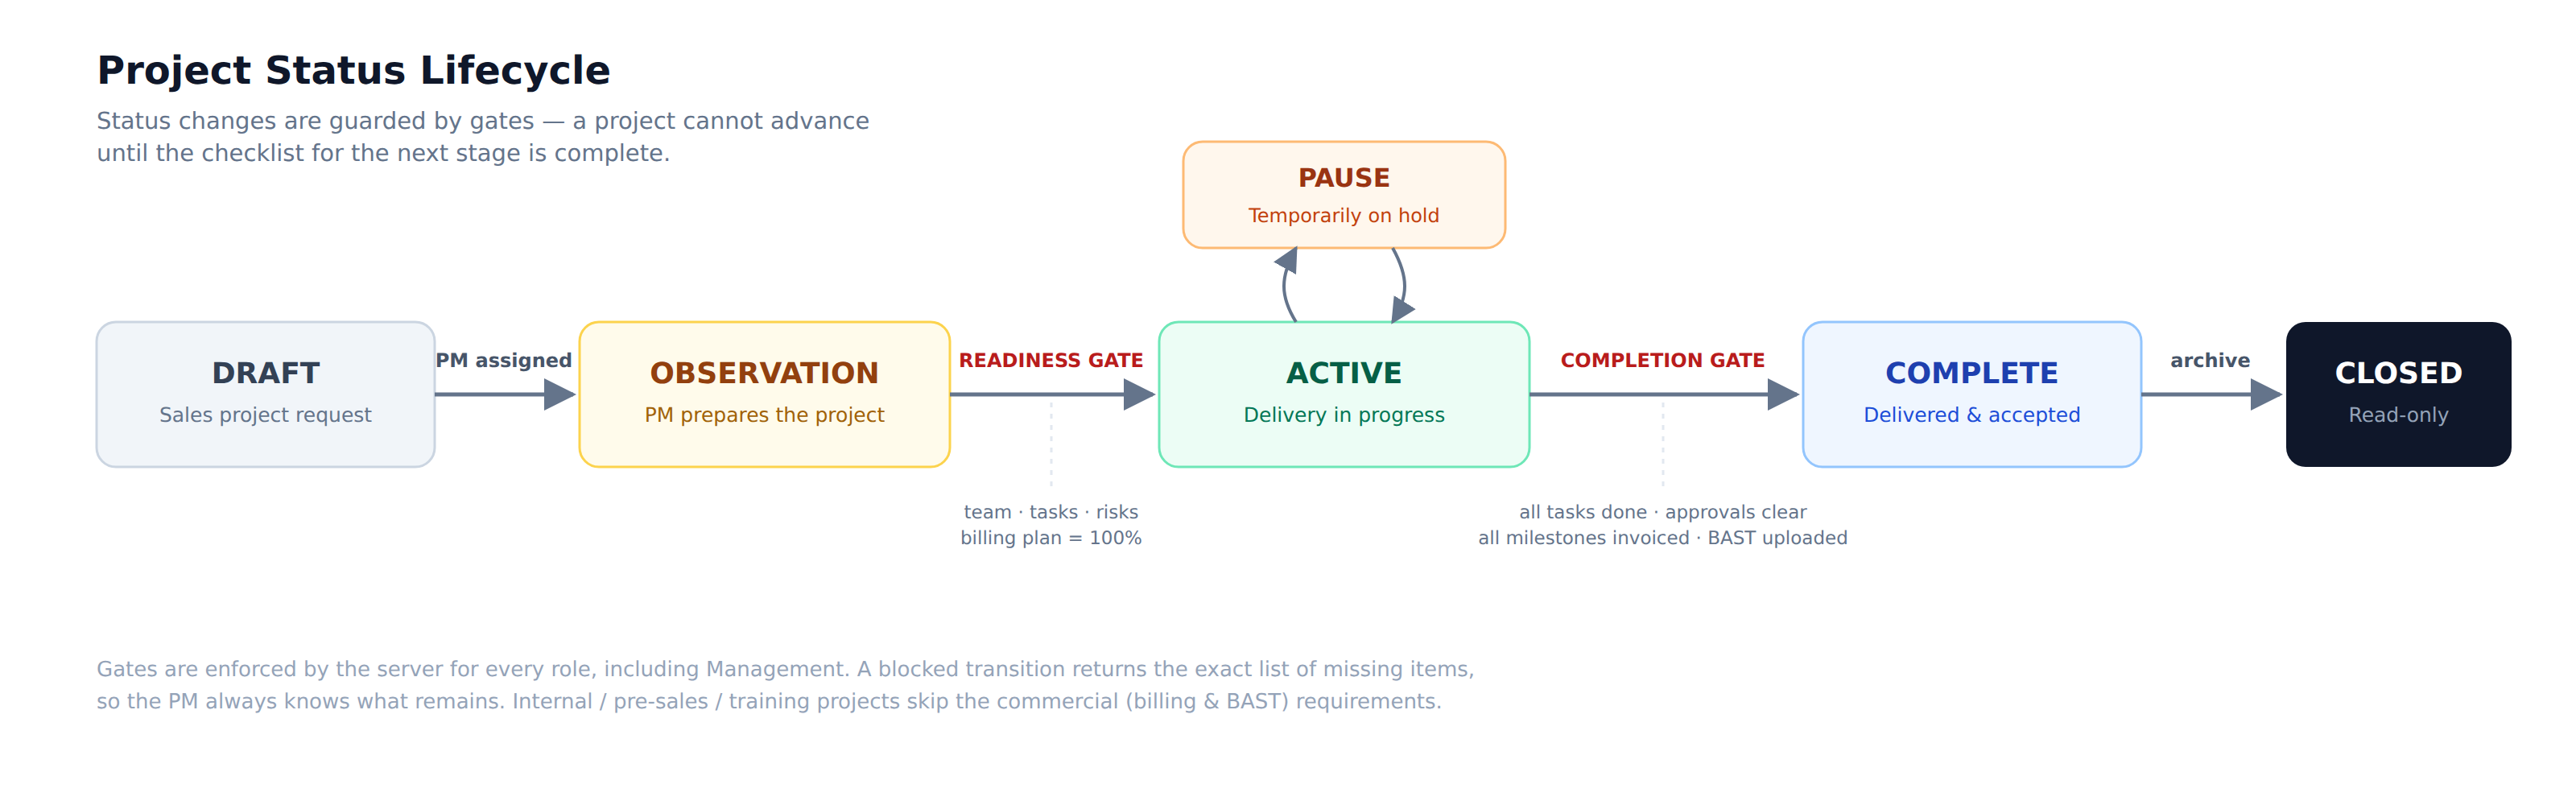 Project Status Lifecycle
Status changes are guarded by gates — a project cannot advance
until the checklist for the next stage is complete.
PAUSE
Temporarily on hold
DRAFT
Sales project request
PM assigned
OBSERVATION
PM prepares the project
READINESS GATE
team · tasks · risks
billing plan = 100%
ACTIVE
Delivery in progress
COMPLETION GATE
all tasks done · approvals clear
all milestones invoiced · BAST uploaded
COMPLETE
Delivered & accepted
archive
CLOSED
Read-only
Gates are enforced by the server for every role, including Management. A blocked transition returns the exact list of missing items,
so the PM always knows what remains. Internal / pre-sales / training projects skip the commercial (billing & BAST) requirements.